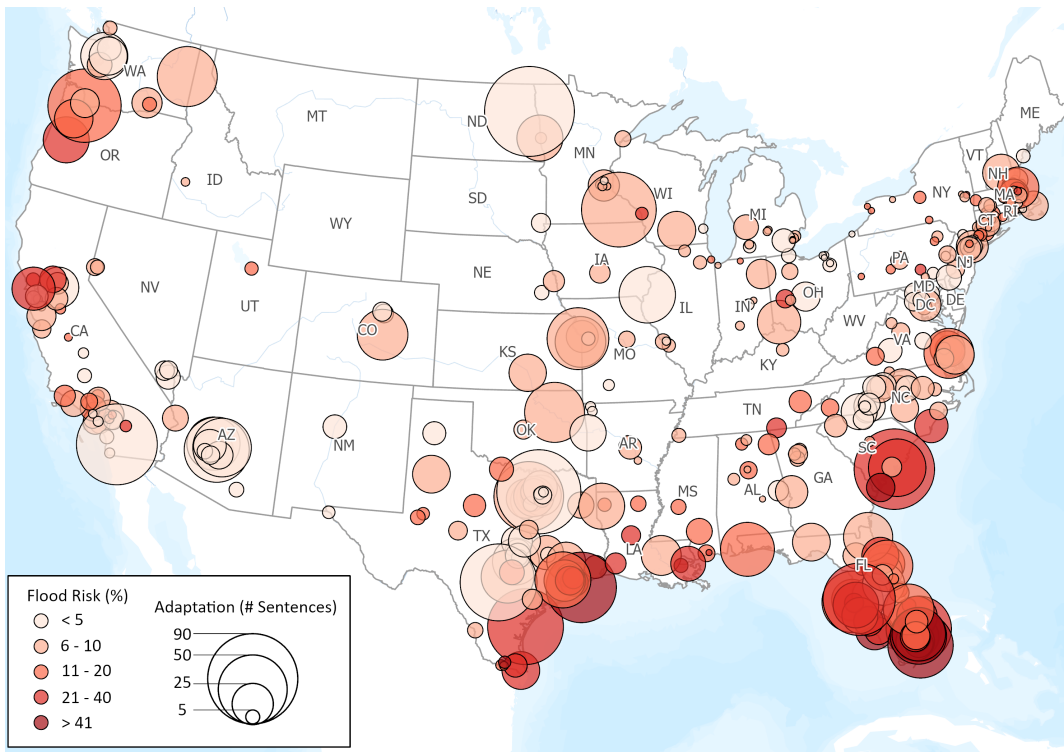 WA
MT
ND
MN
ME
VT
NH
OR
ID
SD
WI
MI
NY
MA
RI
CT
WY
IA
PA
NJ
NE
NV
UT
IL
IN
OH
MD
DE
DC
CA
CO
KS
MO
WV
VA
KY
NC
TN
AZ
NM
OK
AR
SC
MS
AL
GA
TX
LA
FL
Flood Risk (%)
< 5
6 - 10
11 - 20
21 - 40
> 41
Adaptation (# Sentences)
90
50
25
5